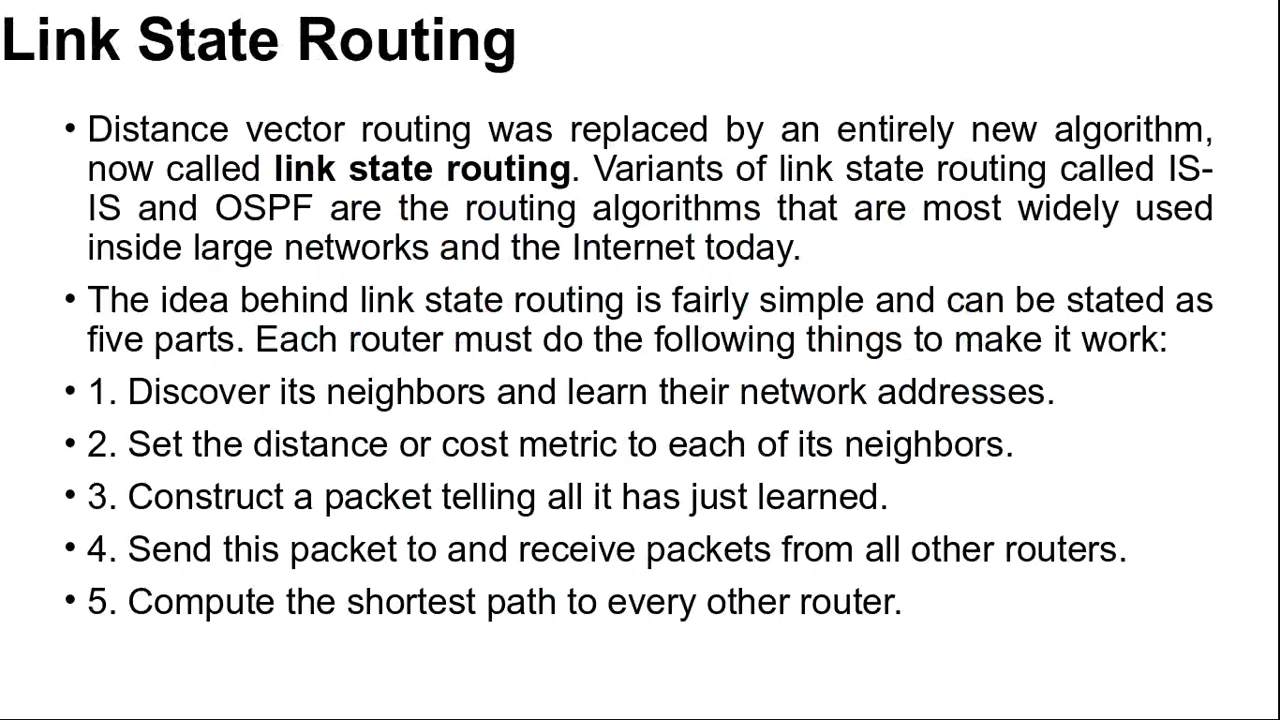 Link State Routing
• Distance vector routing was replaced by an entirely new algorithm,
now called link state routing. Variants of link state routing called IS-
IS and OSPF are the routing algorithms that are most widely used
inside large networks and the Internet today.
• The idea behind link state routing is fairly simple and can be stated as
five parts. Each router must do the following things to make it work:
• 1. Discover its neighbors and learn their network addresses.
• 2. Set the distance or cost metric to each of its neighbors.
• 3. Construct a packet telling all it has just learned.
• 4. Send this packet to and receive packets from all other routers.
• 5. Compute the shortest path to every other router.